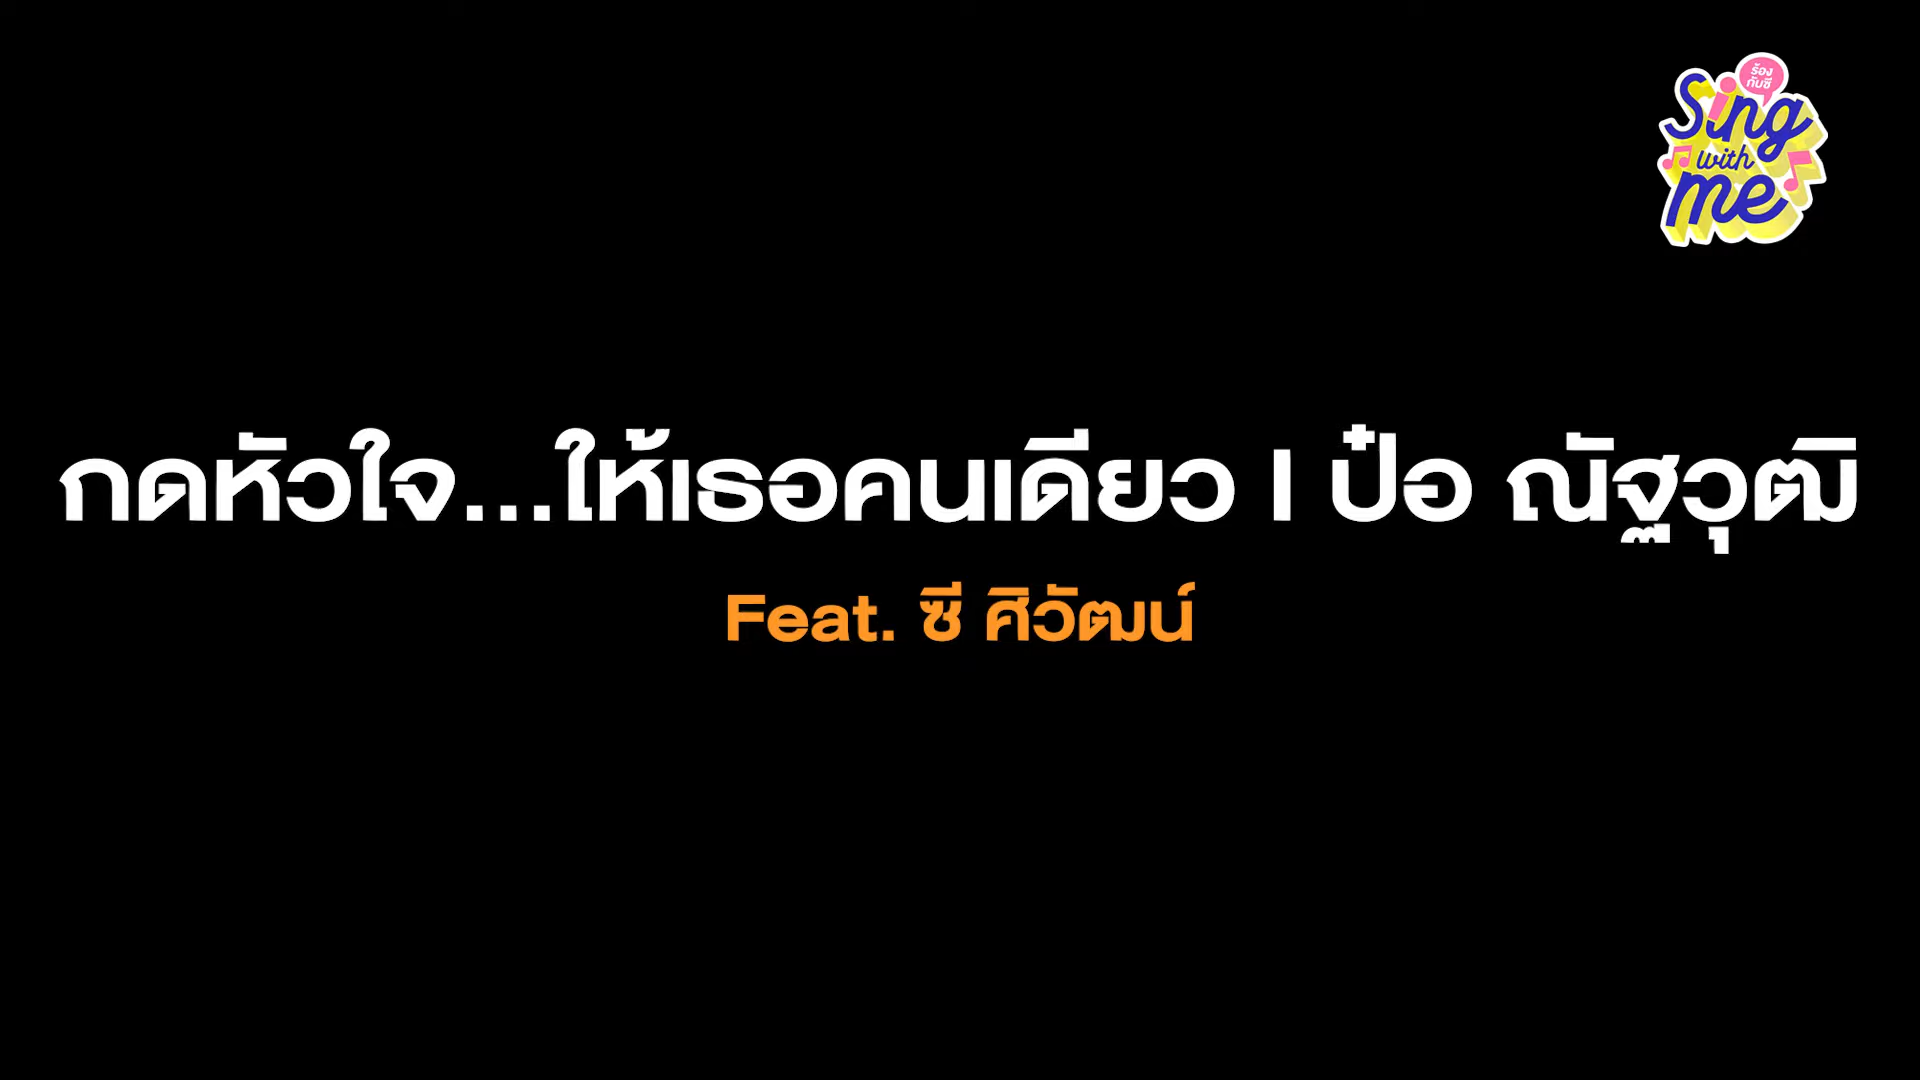 ร้อง
กับซี
Sing
with
me
กดหัวใจ...ให้เธอคนเดียว | ป๋อ ณัฐวุฒิ
Feat. ซี ศิวัฒน์